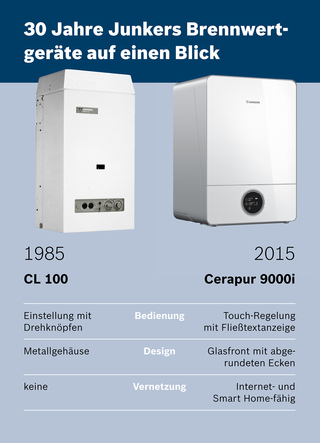 30 Jahre Junkers Brennwert-
geräte auf einen Blick
1985
2015
CL 100
Cerapur 9000i
Einstellung mit
Drehknöpfen
Bedienung
Touch-Regelung
mit Fließtextanzeige
Metallgehäuse
Design
Glasfront mit abge-
rundeten Ecken
keine
Vernetzung
Internet- und
Smart Home-fähig